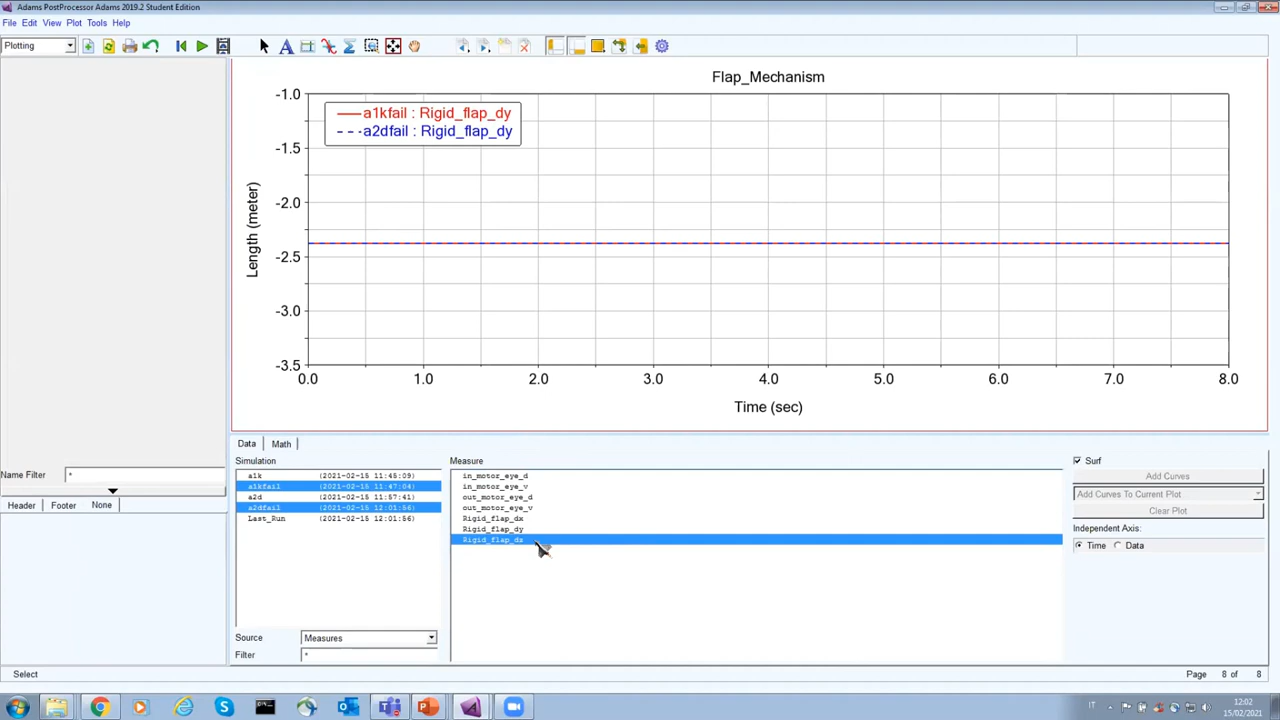 Adams PostProcessor Adams 2019.2 Student Edition
File Edit View Plot Tools Help
Plotting
Flap_Mechanism
a1kfail : Rigid_flap_dy
a2dfail : Rigid_flap_dy
Length (meter)
-1.0
-1.5
-2.0
-2.5
-3.0
-3.5
0.0 1.0 2.0 3.0 4.0 5.0 6.0 7.0 8.0
Time (sec)
Name Filter *
Header Footer None
Data Math
Simulation
a1k (2021-02-15 11:45:09)
a1kfail (2021-02-15 11:47:04)
a2d (2021-02-15 11:57:41)
a2dfail (2021-02-15 12:01:56)
Last_Run (2021-02-15 12:01:56)
Source Measures
Filter *
Measure
in_motor_eye_d
in_motor_eye_v
out_motor_eye_d
out_motor_eye_v
Rigid_flap_dx
Rigid_flap_dy
Rigid_flap_dz
Surf
Add Curves
Add Curves To Current Plot
Clear Plot
Independent Axis:
Time Data
Select
Page 8 of 8
IT
12:02
15/02/2021